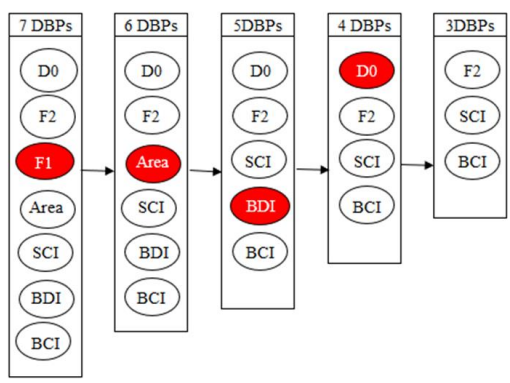 7 DBPs
D0
F2
F1
Area
SCI
BDI
BCI
6 DBPs
D0
F2
Area
SCI
BDI
BCI
5DBPs
D0
F2
SCI
BDI
BCI
4 DBPs
D0
F2
SCI
BCI
3DBPs
F2
SCI
BCI